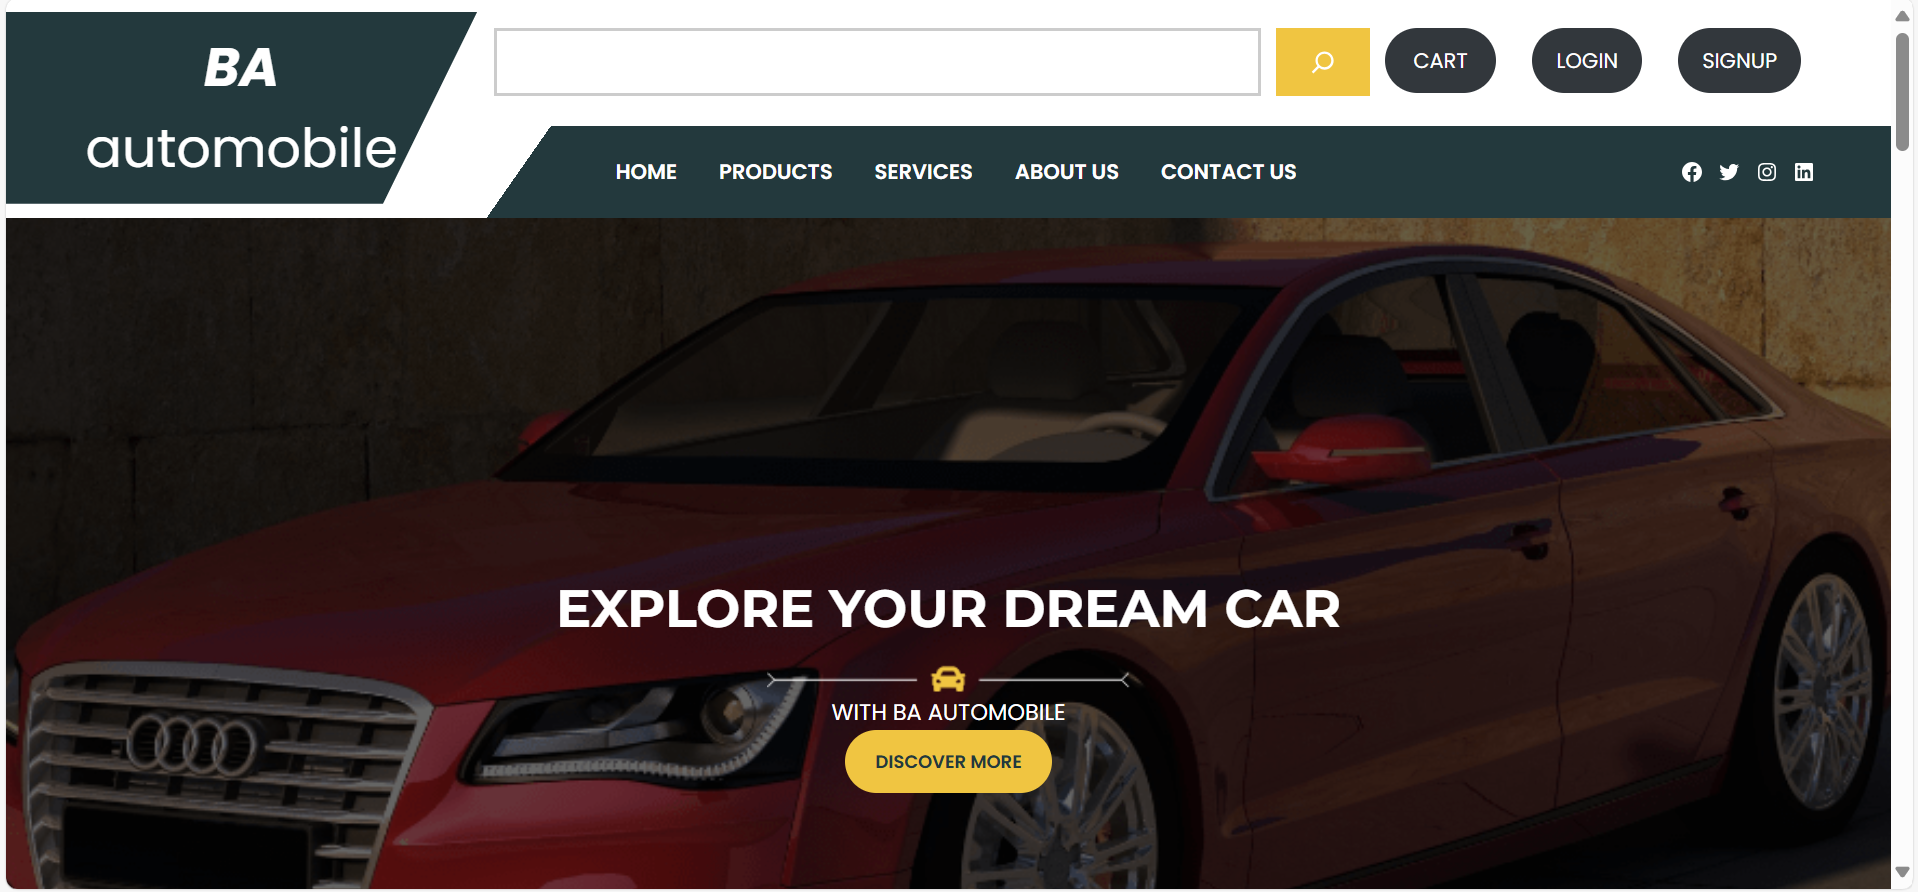 BA
automobile
CART
LOGIN
SIGNUP
HOME
PRODUCTS
SERVICES
ABOUT US
CONTACT US
EXPLORE YOUR DREAM CAR
WITH BA AUTOMOBILE
DISCOVER MORE